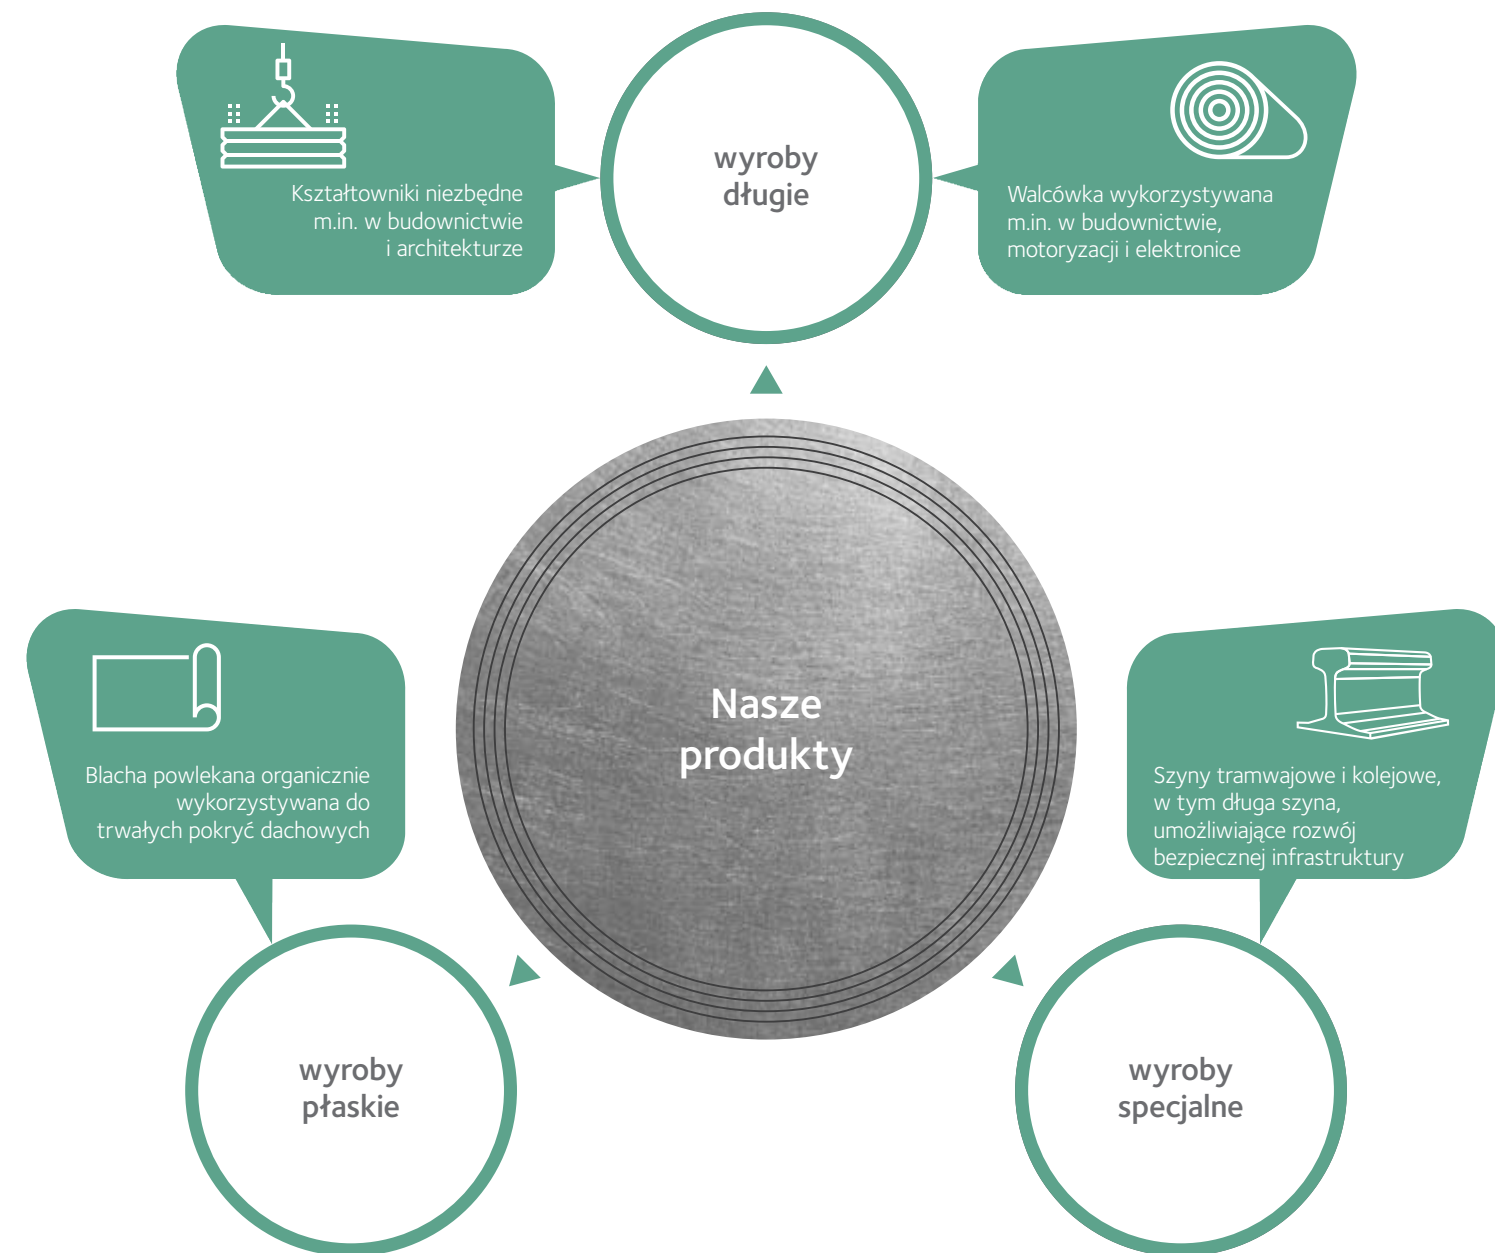 Kształtowniki niezbędne
m.in. w budownictwie
i architekturze
wyroby
długie
Walcówka wykorzystywana
m.in. w budownictwie,
motoryzacji i elektronice
Nasze
produkty
Blacha powlekana organicznie
wykorzystywana do
trwałych pokryć dachowych
Szyny tramwajowe i kolejowe,
w tym długa szyna,
umożliwiające rozwój
bezpiecznej infrastruktury
wyroby
płaskie
wyroby
specjalne